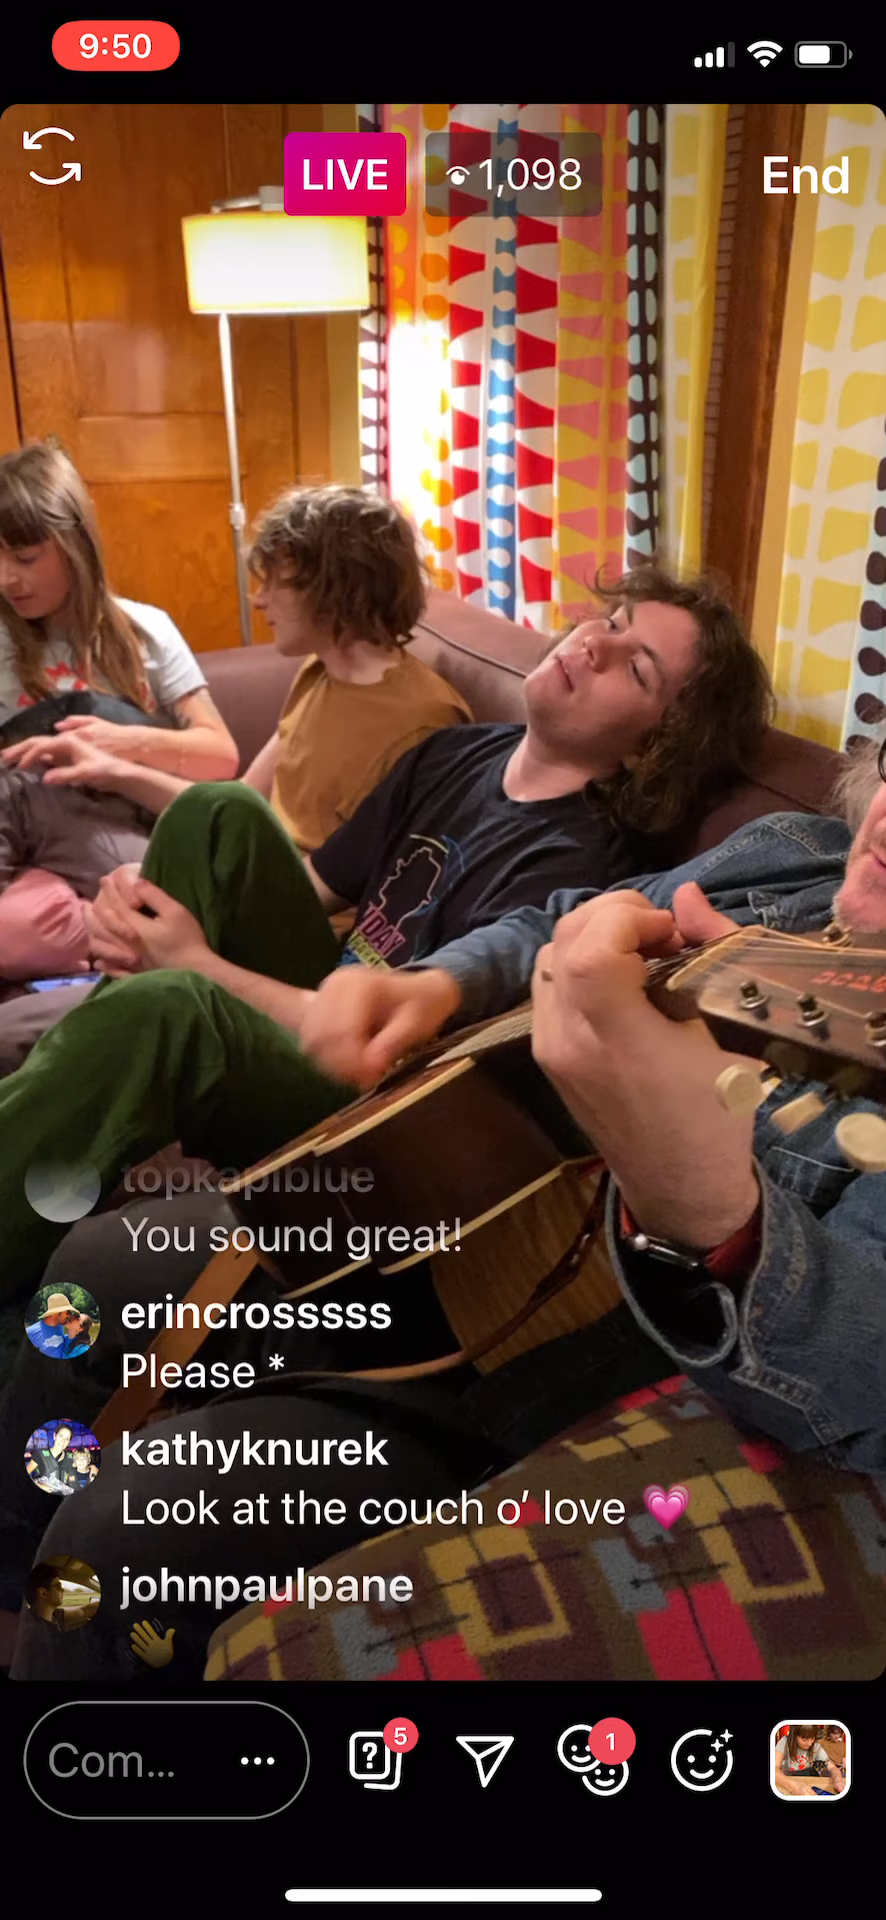 9:50
LIVE
1,098
End
DAY
topkapiblue
You sound great!
erincrosssss
Please *
kathyknurek
Look at the couch o’ love 💗
johnpaulpane
👋
Com...
5
?
1